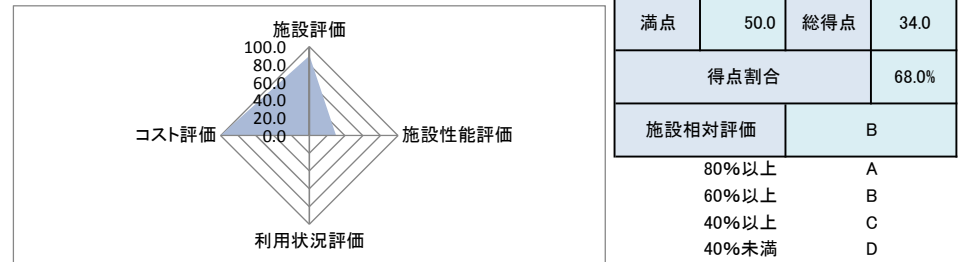 施設評価
100.0
80.0
60.0
40.0
20.0
0.0
コスト評価
施設性能評価
利用状況評価
満点 50.0 総得点 34.0
得点割合 68.0%
施設相対評価 B
80%以上 A
60%以上 B
40%以上 C
40%未満 D